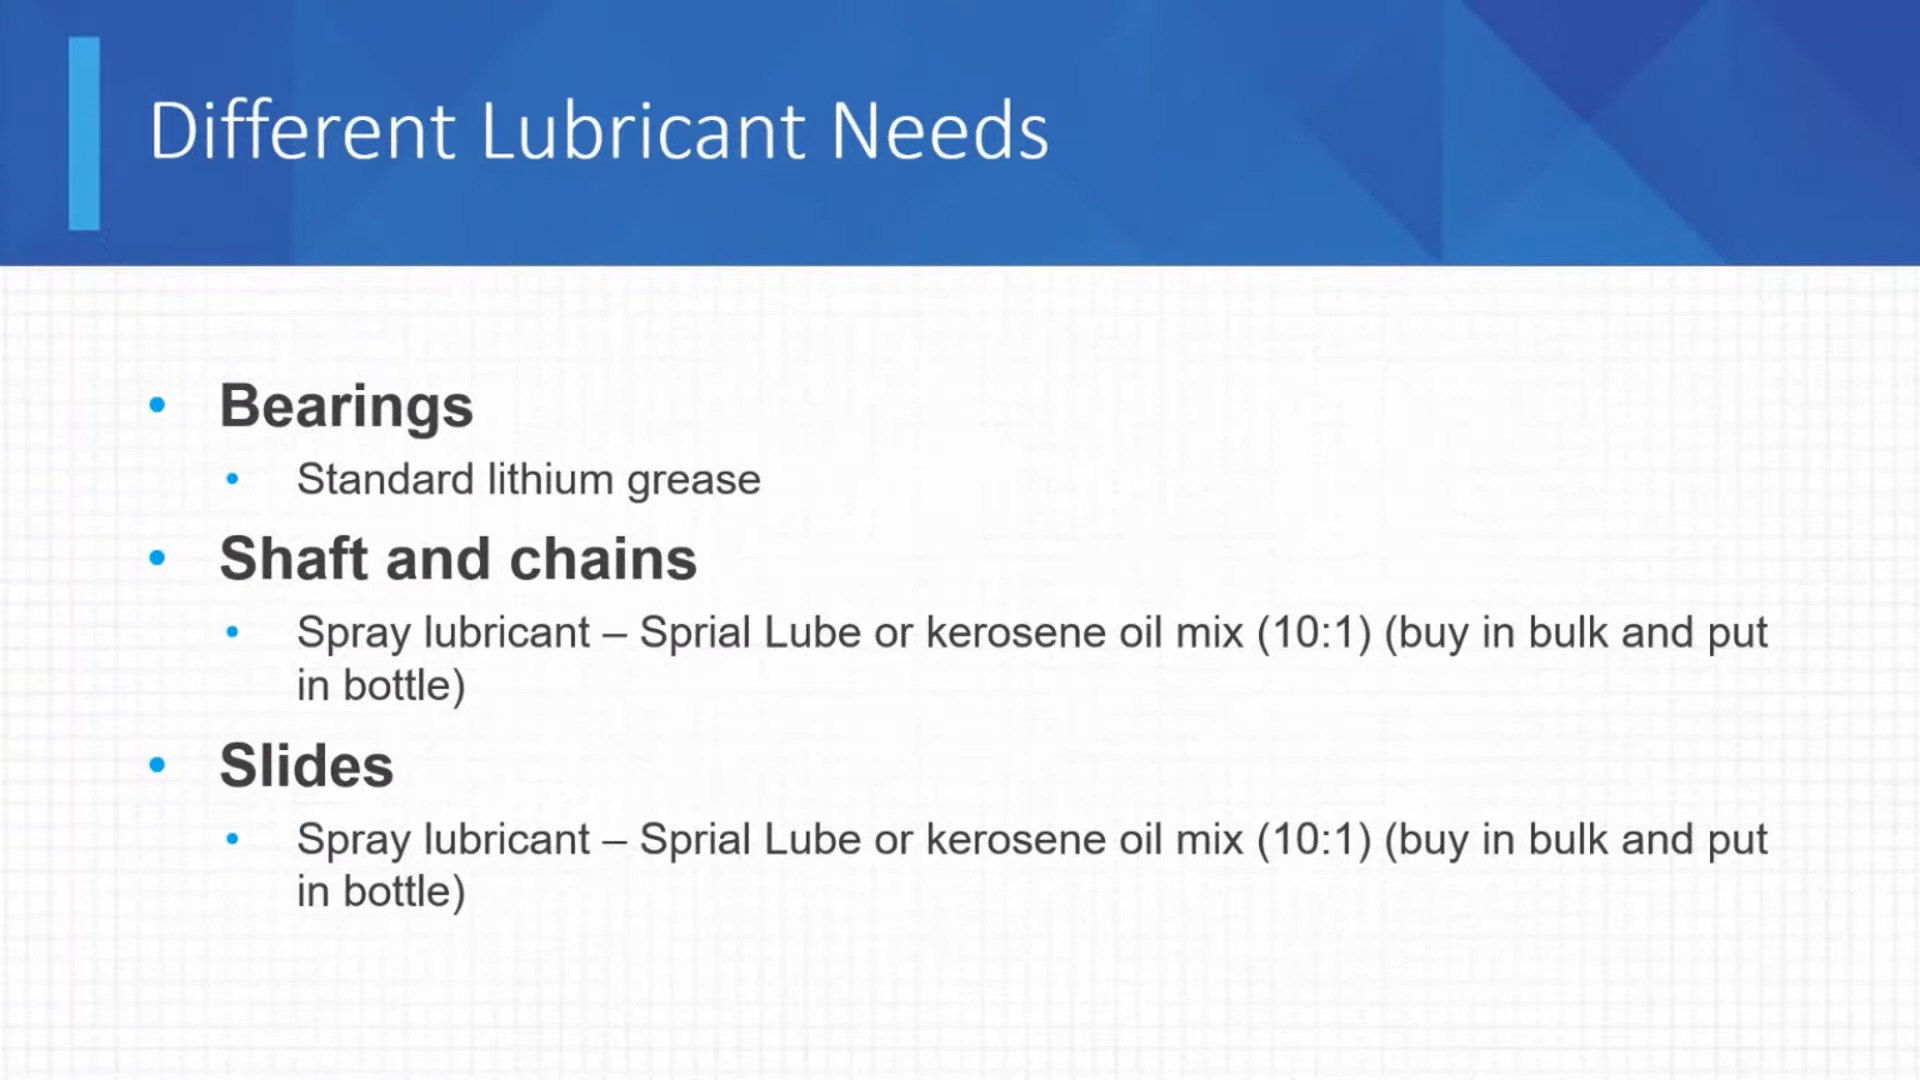 Different Lubricant Needs
• Bearings
• Standard lithium grease
• Shaft and chains
• Spray lubricant – Sprial Lube or kerosene oil mix (10:1) (buy in bulk and put
in bottle)
• Slides
• Spray lubricant – Sprial Lube or kerosene oil mix (10:1) (buy in bulk and put
in bottle)